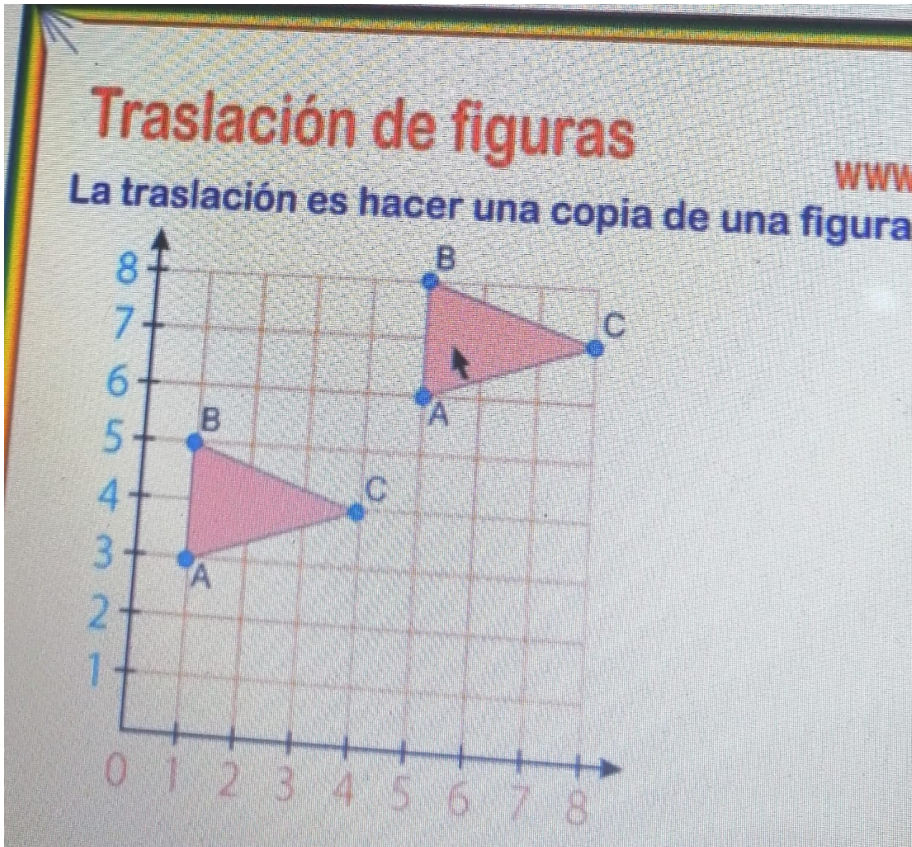 Traslación de figuras
www
La traslación es hacer una copia de una figura
8
B
7
C
6
A
B
5
C
4
3
A
2
1
0 1 2 3 4 5 6 7 8